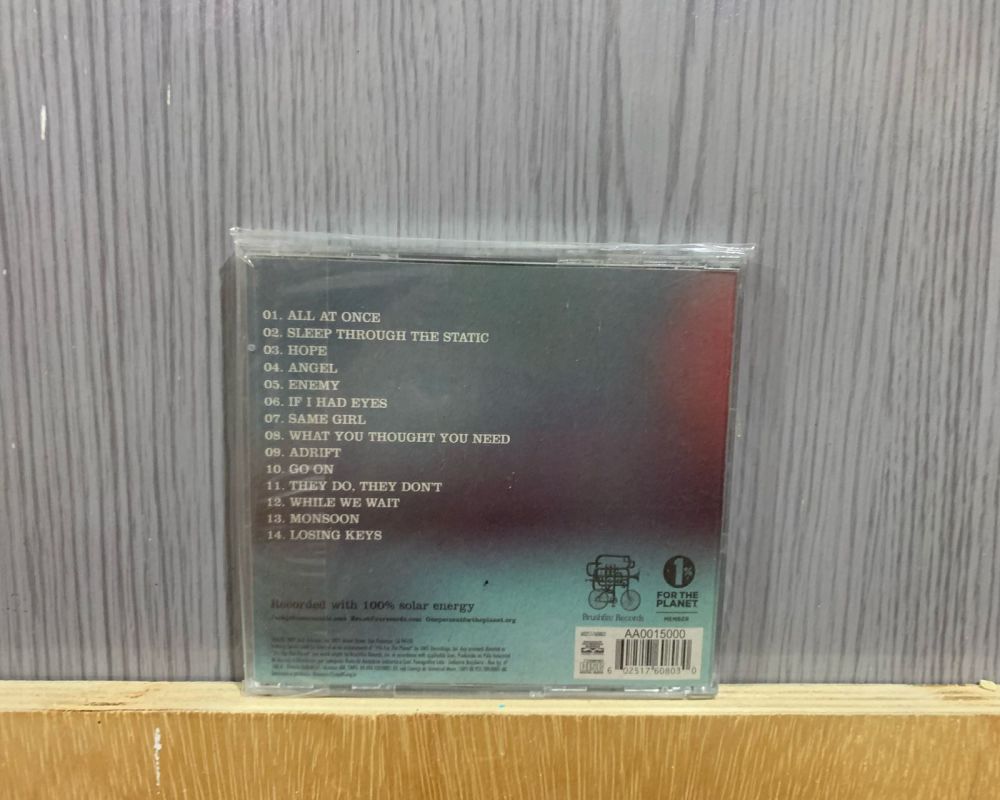 01. ALL AT ONCE
02. SLEEP THROUGH THE STATIC
03. HOPE
04. ANGEL
05. ENEMY
06. IF I HAD EYES
07. SAME GIRL
08. WHAT YOU THOUGHT YOU NEED
09. ADRIFT
10. GO ON
11. THEY DO, THEY DON'T
12. WHILE WE WAIT
13. MONSOON
14. LOSING KEYS
Recorded with 100% solar energy
Onepercentfortheplanet.org
Brushfire Records
1%
FOR THE
PLANET
MEMBER
AA0015000
6 02517 60803 0